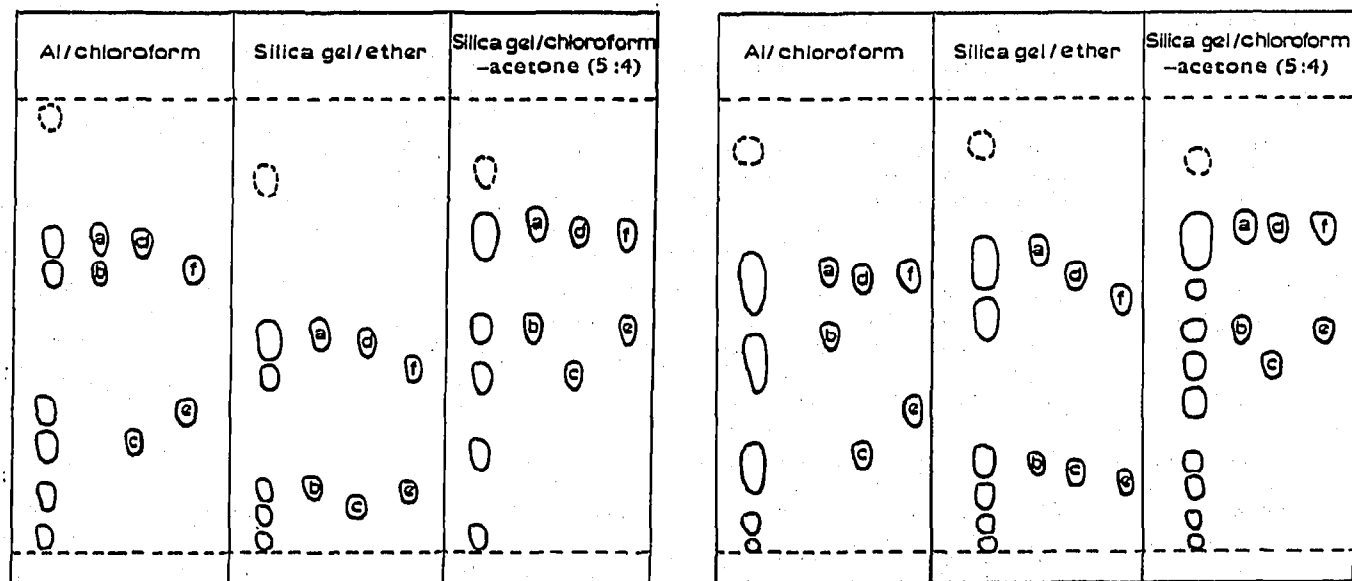 Al/chloroform
Silica gel/ether
Silica gel/chloroform
-acetone (5:4)
a d
b f
e
c
a d
f
b e
c
a d f
b e
c
Al/chloroform
Silica gel/ether
Silica gel/chloroform
-acetone (5:4)
a d f
b
e
c
a
d
f
b c e
a d f
b e
c